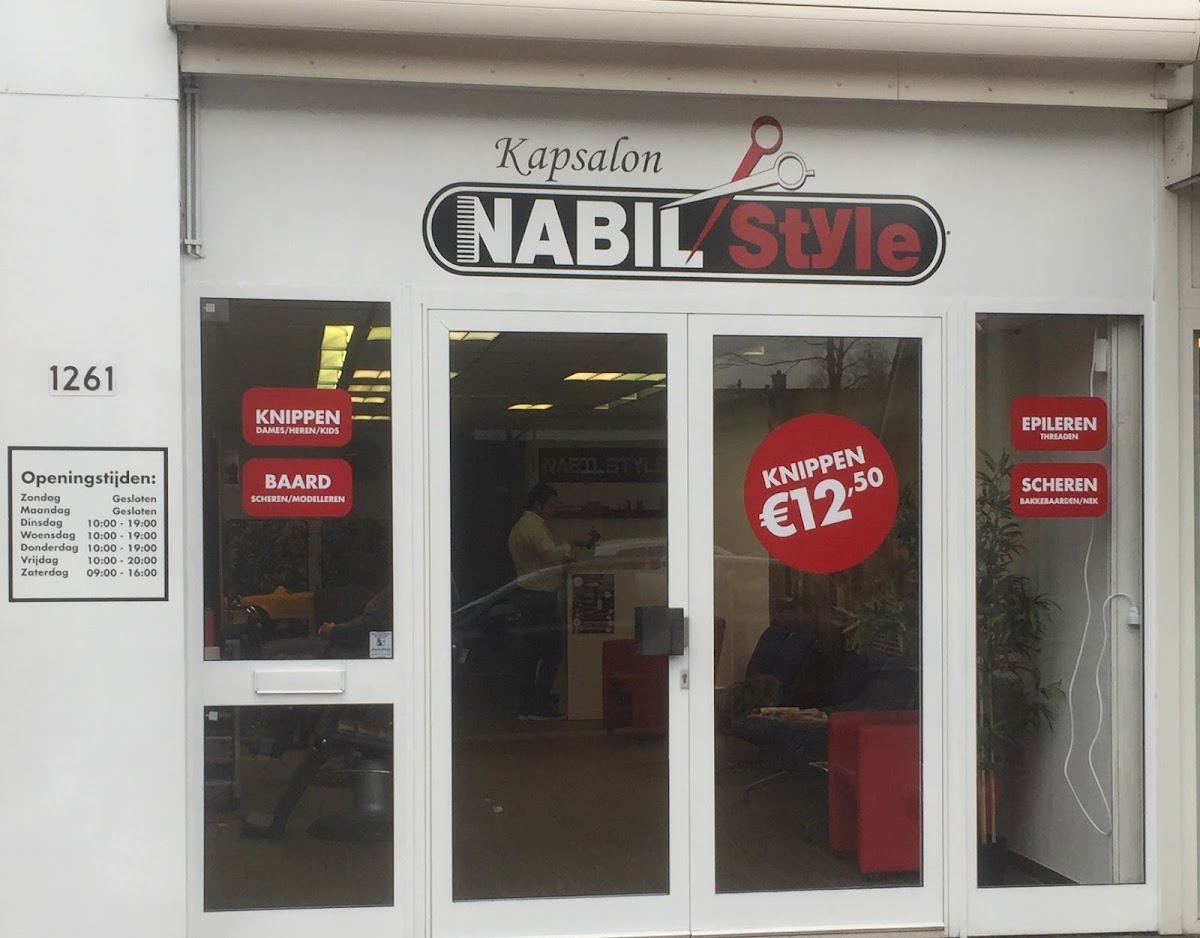 Kapsalon
NABIL Style
1261
Openingstijden:
Zondag Gesloten
Maandag Gesloten
Dinsdag 10:00 - 19:00
Woensdag 10:00 - 19:00
Donderdag 10:00 - 19:00
Vrijdag 10:00 - 20:00
Zaterdag 09:00 - 16:00
KNIPPEN
DAMES/HEREN/KIDS
BAARD
SCHEREN/MODELLEREN
NABILSTYLE
KNIPPEN
€12,50
EPILEREN
THREADEN
SCHEREN
BAKKEBAARDEN/NEK